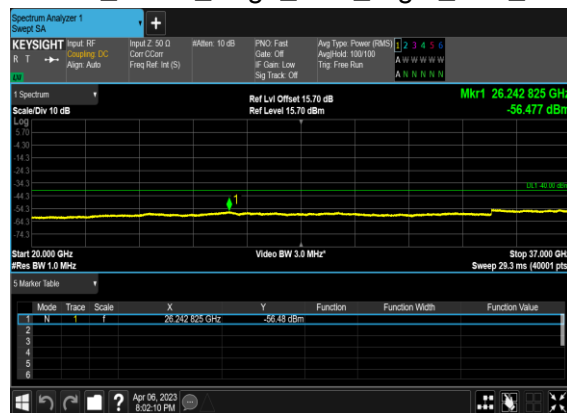 Spectrum Analyzer 1
Swept SA
+
KEYSIGHT Input: RF
R T Coupling: DC
Align: Auto
Input Z: 50 Ω
Corr CCorr
Freq Ref: Int (S)
#Atten: 10 dB
PNO: Fast
Gate: Off
IF Gain: Low
Sig Track: Off
Avg Type: Power (RMS)
Avg|Hold: 100/100
Trig: Free Run
1 2 3 4 5 6
A W W W W W
A N N N N N
1 Spectrum
Scale/Div 10 dB
Ref Lvl Offset 15.70 dB
Ref Level 15.70 dBm
Mkr1 26.242 825 GHz
-56.477 dBm
Log
5.70
-4.30
-14.3
-24.3
-34.3
-44.3
-54.3
-64.3
-74.3
DL1 -40.00 dBm
1
Start 20.000 GHz
#Res BW 1.0 MHz
Video BW 3.0 MHz*
Stop 37.000 GHz
Sweep 29.3 ms (40001 pts)
5 Marker Table
Mode Trace Scale X Y Function Function Width Function Value
1 N 1 f 26.242 825 GHz -56.48 dBm
2
3
4
5
6
? Apr 06, 2023
8:02:10 PM